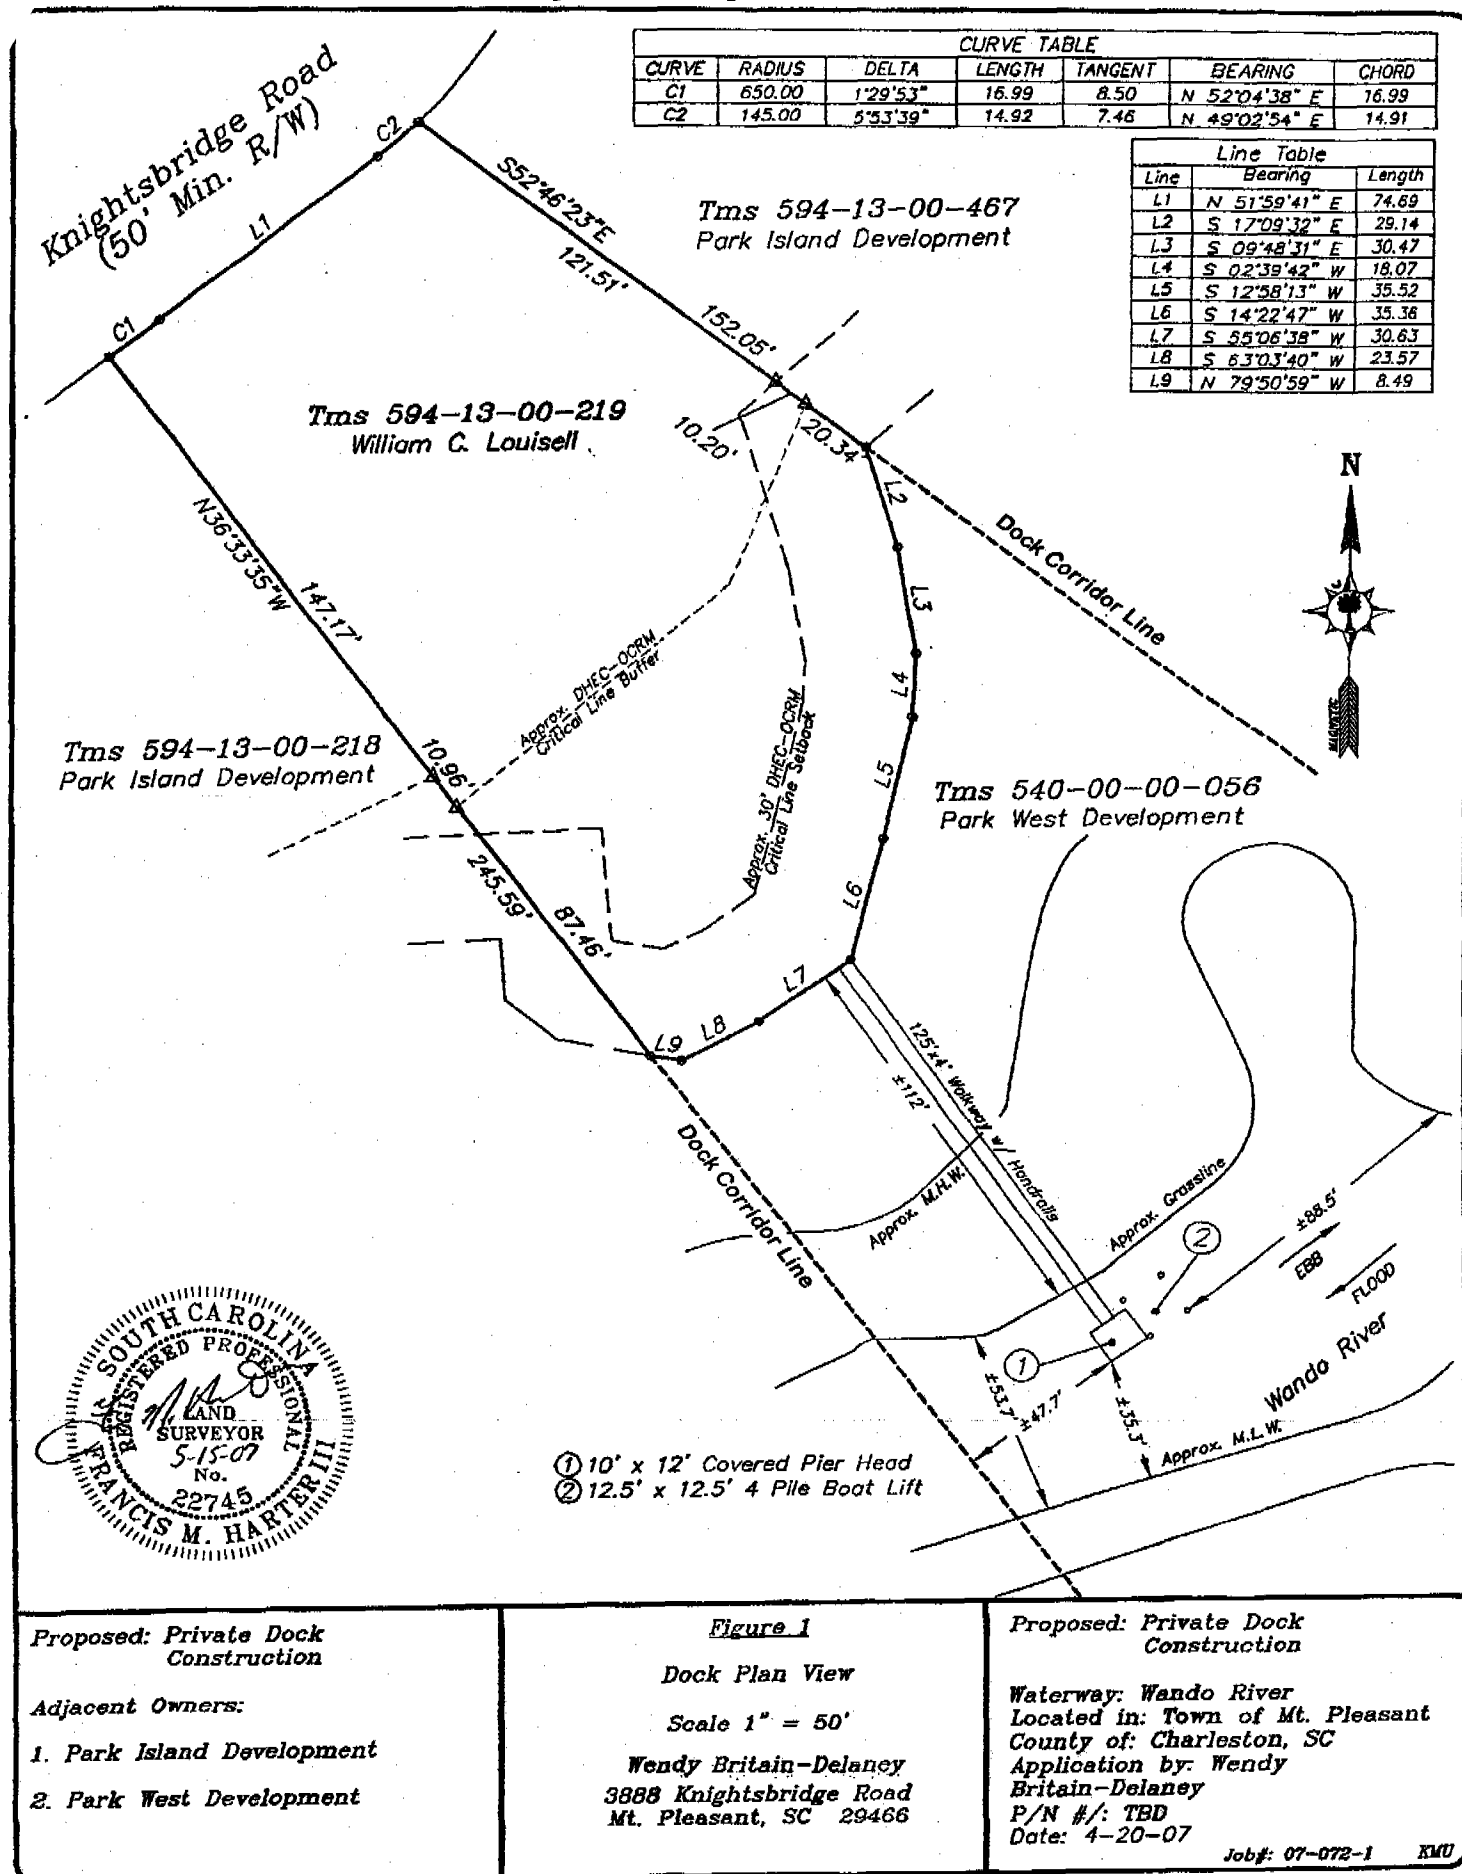 CURVE TABLE
CURVE RADIUS DELTA LENGTH TANGENT BEARING CHORD
C1 650.00 1°29'53" 16.99 8.50 N 52°04'38" E 16.99
C2 145.00 5°53'39" 14.92 7.46 N 49°02'54" E 14.91
Line Table
Line Bearing Length
L1 N 51°59'41" E 74.69
L2 S 17°09'32" E 29.14
L3 S 09°48'31" E 30.47
L4 S 02°39'42" W 18.07
L5 S 12°58'13" W 35.52
L6 S 14°22'47" W 35.36
L7 S 55°06'38" W 30.63
L8 S 63°03'40" W 23.57
L9 N 79°50'59" W 8.49
Knightsbridge Road
(50' Min. R/W)
C2
L1
C1
S52°46'23"E
121.51'
152.05'
Tms 594-13-00-467
Park Island Development
Tms 594-13-00-219
William C. Louisell
10.20'
20.34'
N
L2
Dock Corridor Line
N36°33'35"W
147.17'
L3
Approx. DHEC-OCRM
Critical Line Buffer
L4
MAGNETIC
Approx. 30' DHEC-OCRM
Critical Line Setback
Tms 594-13-00-218
Park Island Development
10.96'
L5
Tms 540-00-00-056
Park West Development
245.59'
87.46'
L6
L7
L8
L9
125'x4' Walkway w/ Handrails
±112'
Dock Corridor Line
Approx. M.H.W.
Approx. Grassline
±88.5'
EBB
FLOOD
Wando River
2
1
±53.7'
±47.7'
±35.3'
Approx. M.L.W.
SOUTH CAROLINA
REGISTERED PROFESSIONAL
LAND
SURVEYOR
5-15-07
No.
22745
FRANCIS M. HARTER III
① 10' x 12' Covered Pier Head
② 12.5' x 12.5' 4 Pile Boat Lift
Proposed: Private Dock
Construction
Adjacent Owners:
1. Park Island Development
2. Park West Development
Figure 1
Dock Plan View
Scale 1" = 50'
Wendy Britain-Delaney
3888 Knightsbridge Road
Mt. Pleasant, SC 29466
Proposed: Private Dock
Construction
Waterway: Wando River
Located in: Town of Mt. Pleasant
County of: Charleston, SC
Application by: Wendy
Britain-Delaney
P/N #/: TBD
Date: 4-20-07
Job#: 07-072-1 KMU